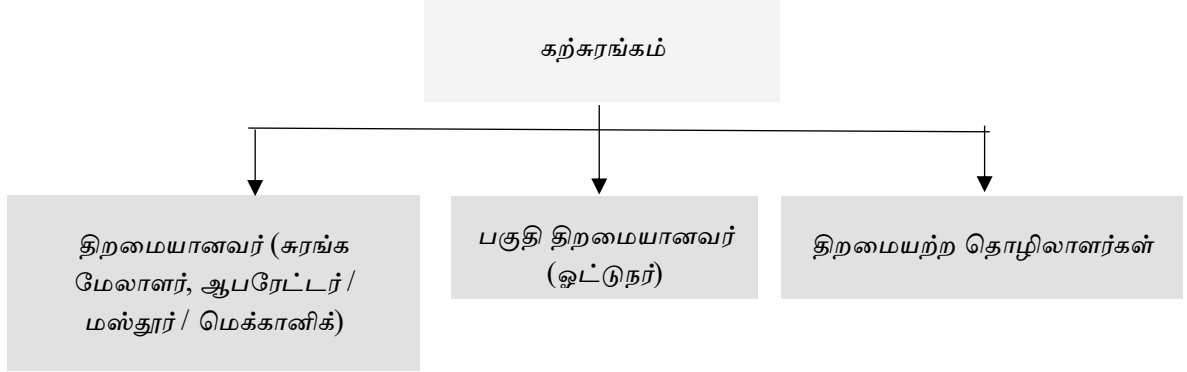 கற்சுரங்கம்
திறமையானவர் (சுரங்க
மேலாளர், ஆபரேட்டர் /
மஸ்தூர் / மெக்கானிக்)
பகுதி திறமையானவர்
(ஓட்டுநர்)
திறமையற்ற தொழிலாளர்கள்